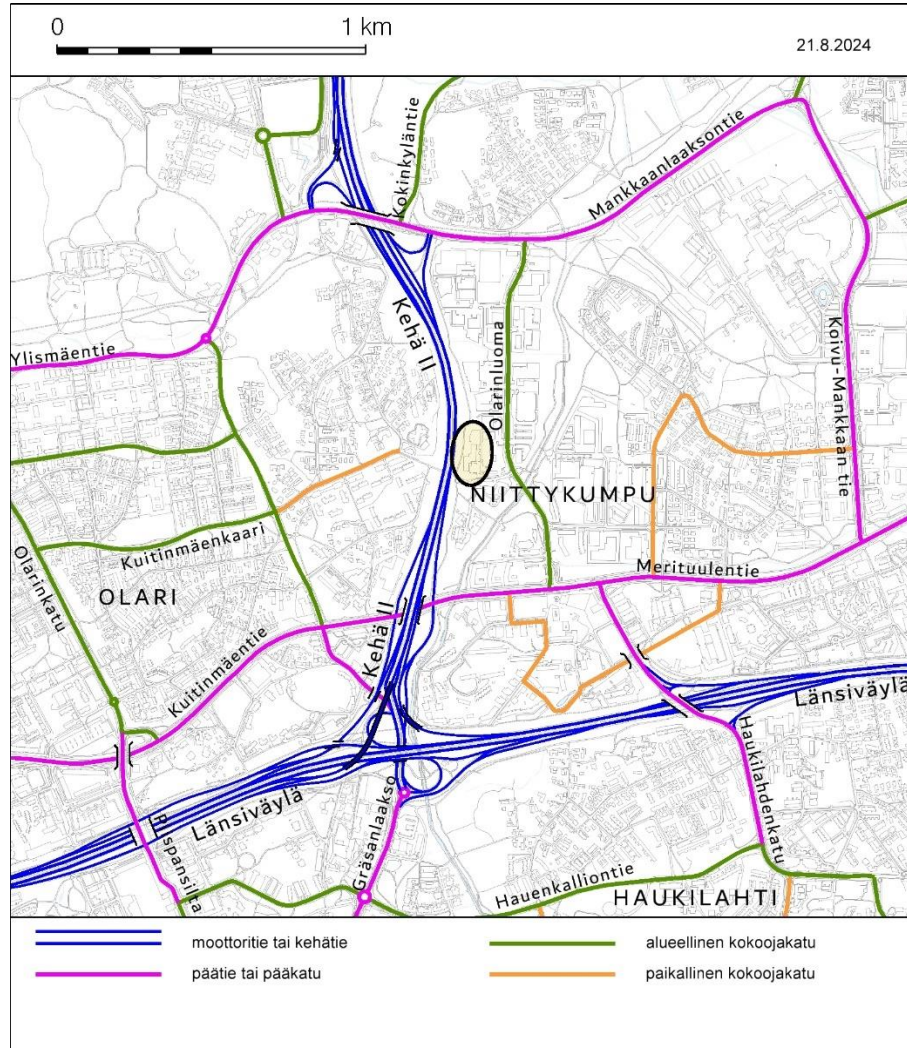 0 1 km
21.8.2024
Kokinkyläntie
Mankkaanlaaksontie
Kehä II
Ylismäentie
Olarinluoma
Koivu-Mankkaan tie
NIITTYKUMPU
Kuitinmäenkaari
Olarinkatu
OLARI
Merituulentie
Kehä II
Kuitinmäentie
Länsiväylä
Länsiväylä
Haukilahdenkatu
Piispansilta
Gräsanlaakso
Hauenkalliontie
HAUKILAHTI
moottoritie tai kehätie
alueellinen kokoojakatu
päätie tai pääkatu
paikallinen kokoojakatu